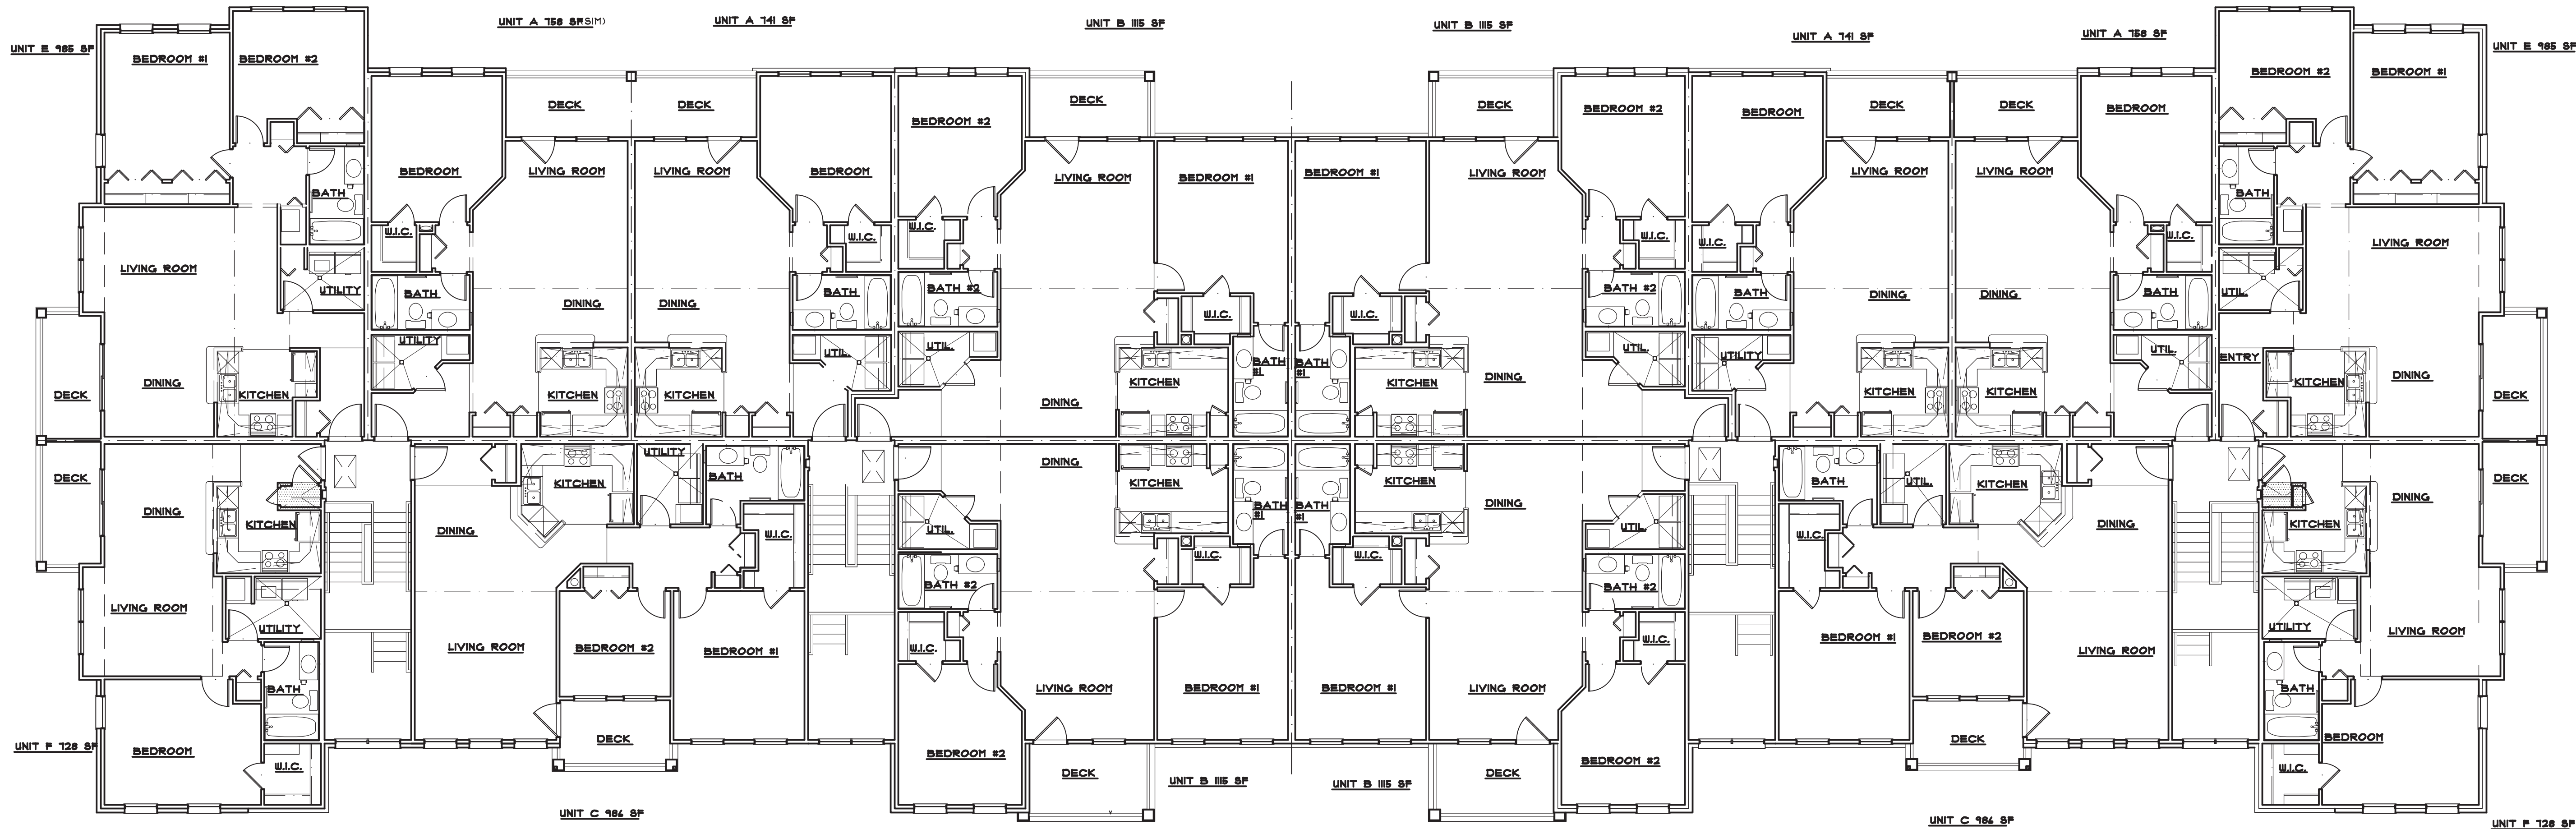 UNIT E 985 SF
UNIT A 758 SF(SIM)
UNIT A 741 SF
UNIT B 1115 SF
UNIT B 1115 SF
UNIT A 741 SF
UNIT A 758 SF
UNIT E 985 SF
BEDROOM #1
BEDROOM #2
BEDROOM #2
BEDROOM #1
DECK
DECK
DECK
DECK
DECK
DECK
BEDROOM #2
BEDROOM #2
BEDROOM
BEDROOM
BEDROOM
BEDROOM
LIVING ROOM
LIVING ROOM
LIVING ROOM
BEDROOM #1
BEDROOM #1
LIVING ROOM
LIVING ROOM
LIVING ROOM
BATH
BATH
W.I.C.
W.I.C.
W.I.C.
W.I.C.
W.I.C.
W.I.C.
LIVING ROOM
LIVING ROOM
UTILITY
BATH
BATH
BATH #2
BATH #2
BATH
BATH
UTIL.
DINING
DINING
DINING
DINING
W.I.C.
W.I.C.
UTILITY
UTIL.
UTIL.
UTIL.
UTILITY
UTIL.
ENTRY
BATH #1
BATH #1
DECK
DINING
KITCHEN
KITCHEN
KITCHEN
DINING
KITCHEN
KITCHEN
DINING
KITCHEN
KITCHEN
KITCHEN
DINING
DECK
DECK
DINING
KITCHEN
DINING
KITCHEN
UTILITY
BATH
DINING
KITCHEN
KITCHEN
DINING
BATH
UTIL.
KITCHEN
DINING
KITCHEN
DINING
DECK
BATH #1
BATH #1
W.I.C.
UTIL.
UTIL.
W.I.C.
W.I.C.
W.I.C.
BATH #2
BATH #2
LIVING ROOM
UTILITY
LIVING ROOM
BEDROOM #2
BEDROOM #1
W.I.C.
W.I.C.
BEDROOM #1
BEDROOM #2
LIVING ROOM
UTILITY
LIVING ROOM
BATH
LIVING ROOM
BEDROOM #1
BEDROOM #1
LIVING ROOM
BATH
UNIT F 728 SF
BEDROOM
W.I.C.
DECK
BEDROOM #2
DECK
UNIT B 1115 SF
UNIT B 1115 SF
DECK
BEDROOM #2
DECK
W.I.C.
BEDROOM
UNIT C 986 SF
UNIT C 986 SF
UNIT F 728 SF